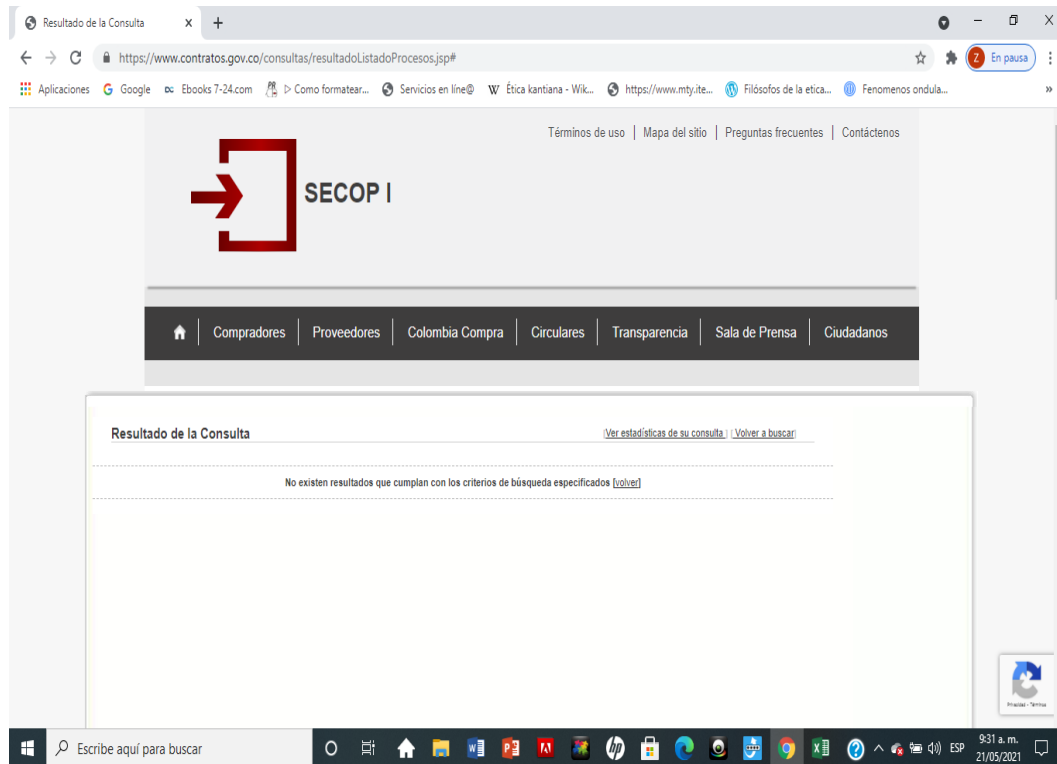 Resultado de la Consulta
https://www.contratos.gov.co/consultas/resultadoListadoProcesos.jsp#
Z En pausa
Aplicaciones G Google Ebooks 7-24.com Como formatear... Servicios en líne@ W Ética kantiana - Wik... https://www.mty.ite... Filósofos de la etica... Fenomenos ondula... »
Términos de uso | Mapa del sitio | Preguntas frecuentes | Contáctenos
SECOP I
Compradores | Proveedores | Colombia Compra | Circulares | Transparencia | Sala de Prensa | Ciudadanos
Resultado de la Consulta |Ver estadísticas de su consulta | | Volver a buscar|
No existen resultados que cumplan con los criterios de búsqueda especificados [volver]
Privacidad - Términos
Escribe aquí para buscar
ESP
9:31 a. m.
21/05/2021